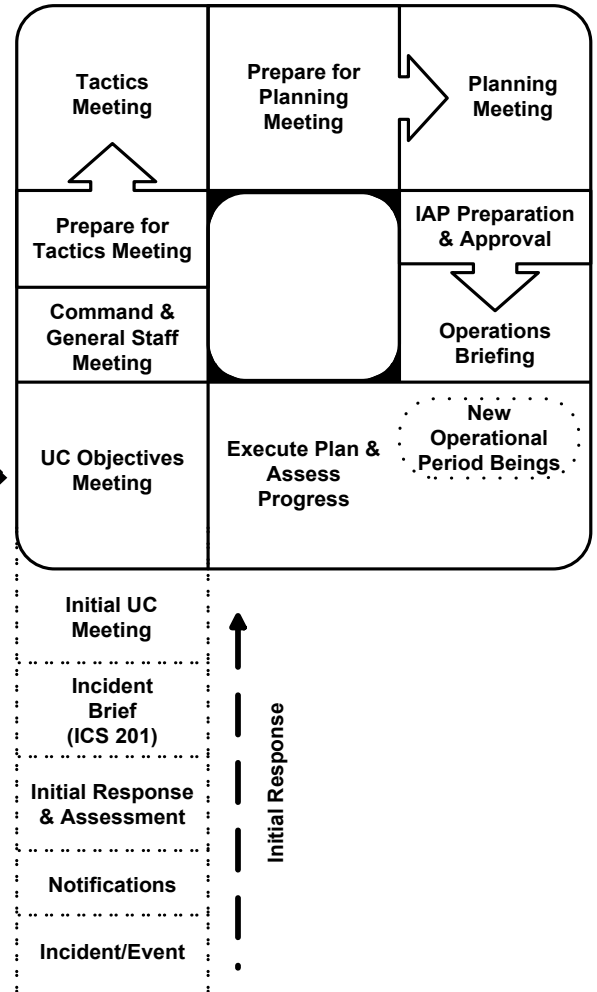 Tactics
Meeting
Prepare for
Planning
Meeting
Planning
Meeting
Prepare for
Tactics Meeting
IAP Preparation
& Approval
Command &
General Staff
Meeting
Operations
Briefing
UC Objectives
Meeting
Execute Plan &
Assess
Progress
New
Operational
Period Beings
Initial UC
Meeting
Incident
Brief
(ICS 201)
Initial Response
& Assessment
Notifications
Incident/Event
Initial Response